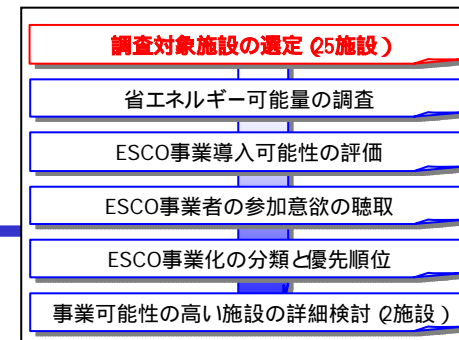 調査対象施設の選定（25施設）
省エネルギー可能量の調査
ESCO事業導入可能性の評価
ESCO事業者の参加意欲の聴取
ESCO事業化の分類と優先順位
事業可能性の高い施設の詳細検討（2施設）